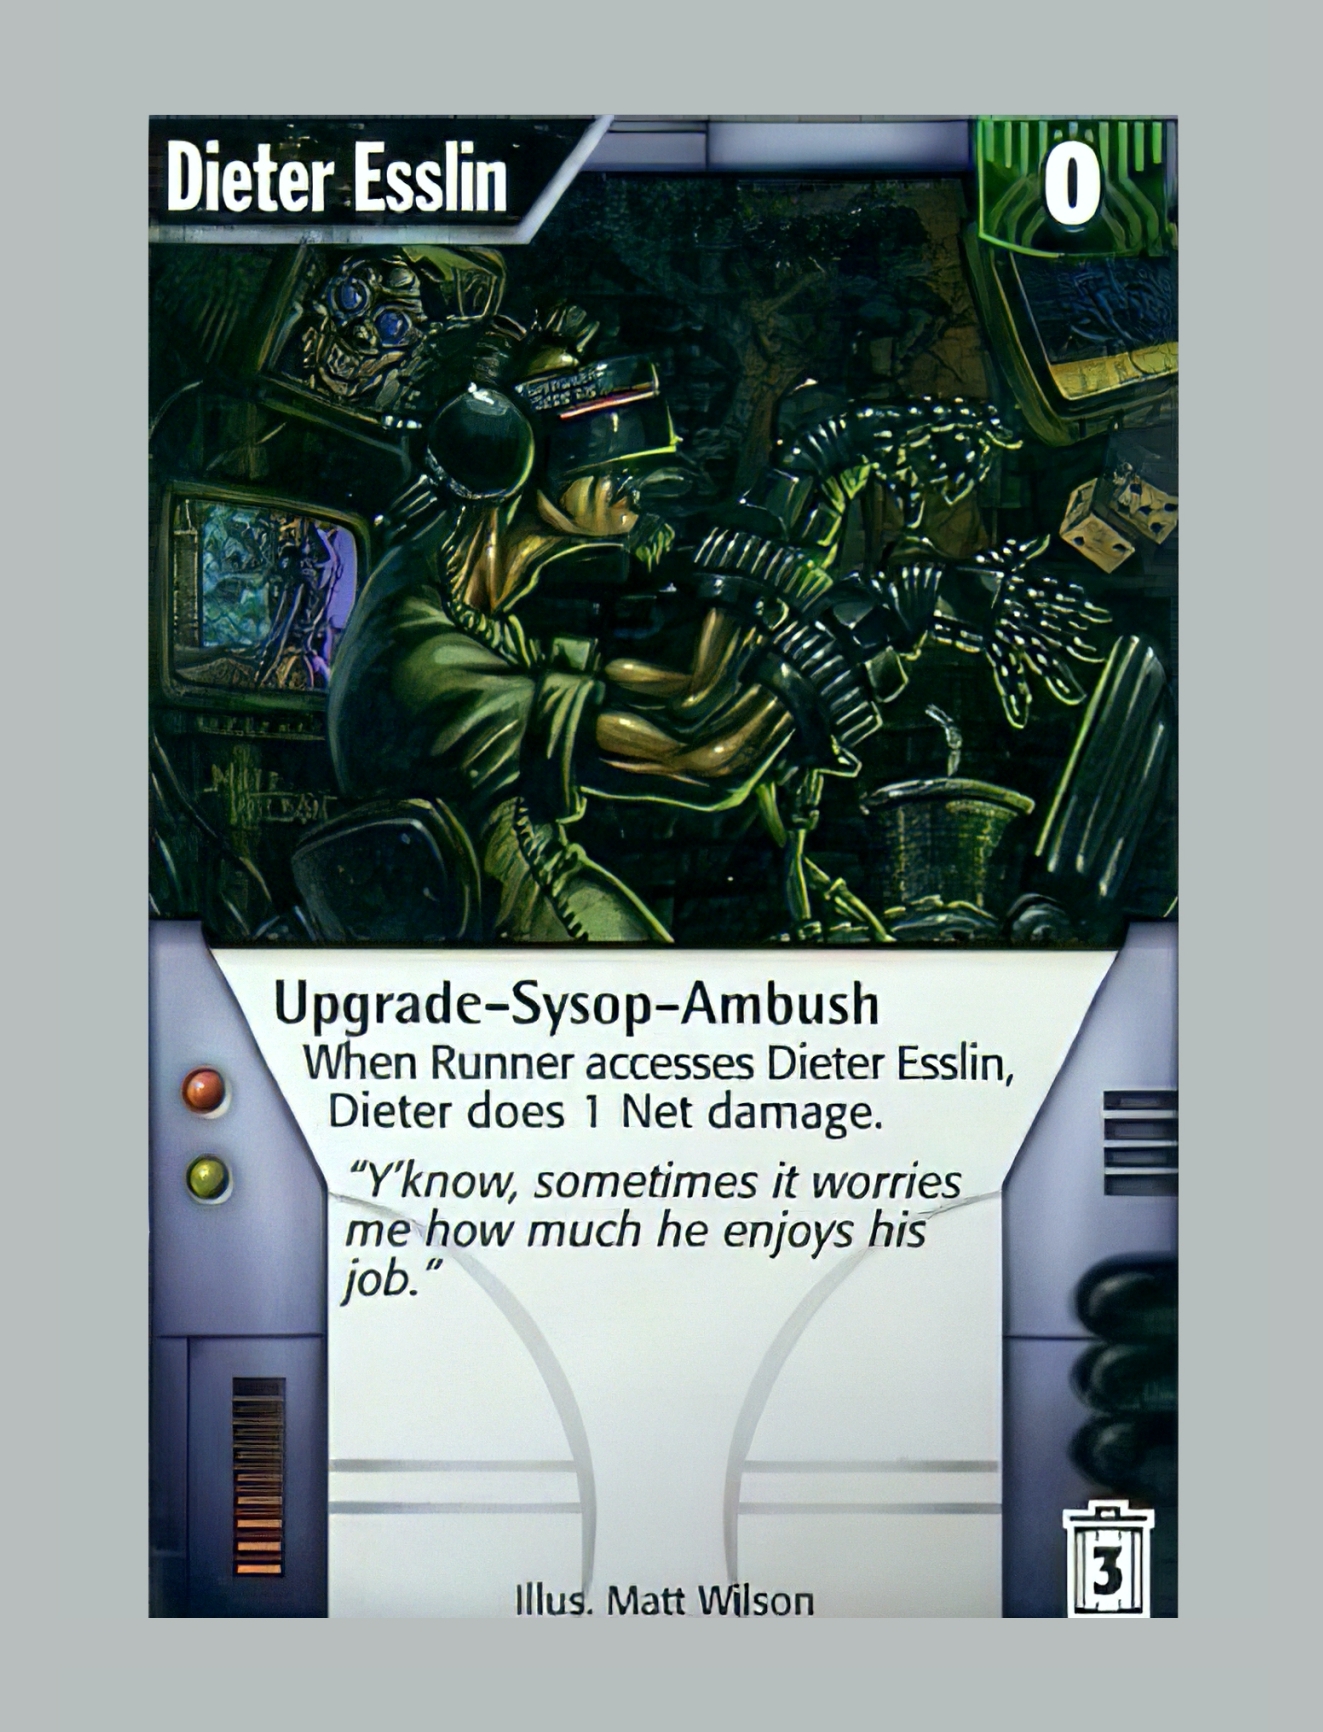 Dieter Esslin
0
Upgrade-Sysop-Ambush
When Runner accesses Dieter Esslin,
Dieter does 1 Net damage.
“Y’know, sometimes it worries
me how much he enjoys his
job.”
Illus. Matt Wilson
3